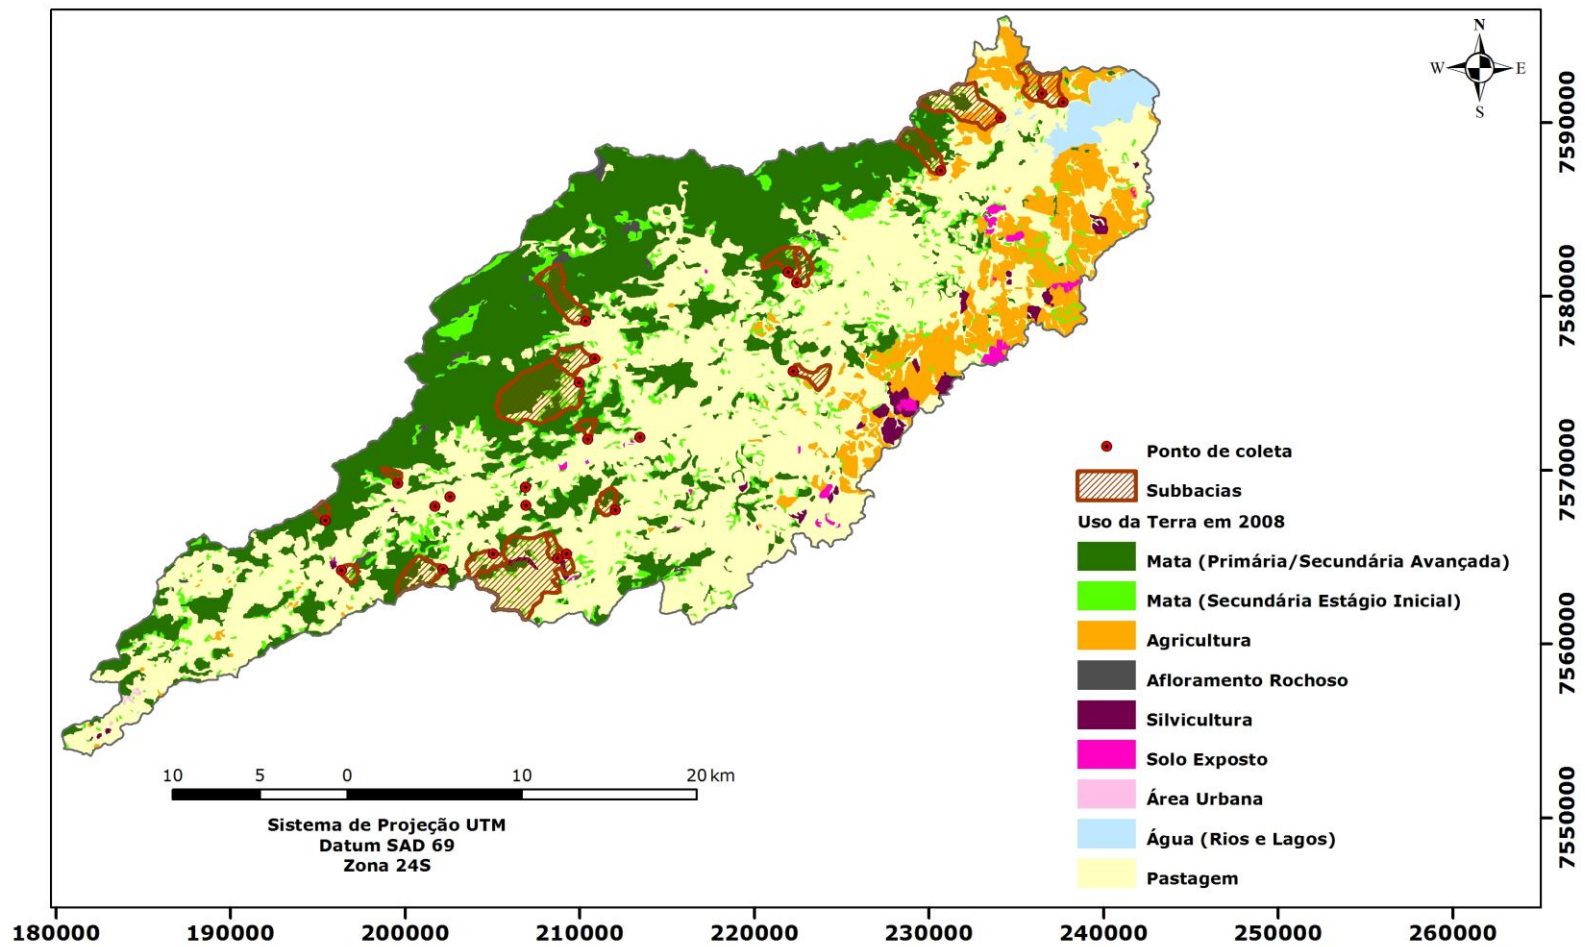 N
W E
S
7590000
7580000
7570000
7560000
7550000
Ponto de coleta
Subbacias
Uso da Terra em 2008
Mata (Primária/Secundária Avançada)
Mata (Secundária Estágio Inicial)
Agricultura
Afloramento Rochoso
Silvicultura
Solo Exposto
Área Urbana
Água (Rios e Lagos)
Pastagem
10 5 0 10 20 km
Sistema de Projeção UTM
Datum SAD 69
Zona 24S
180000 190000 200000 210000 220000 230000 240000 250000 260000